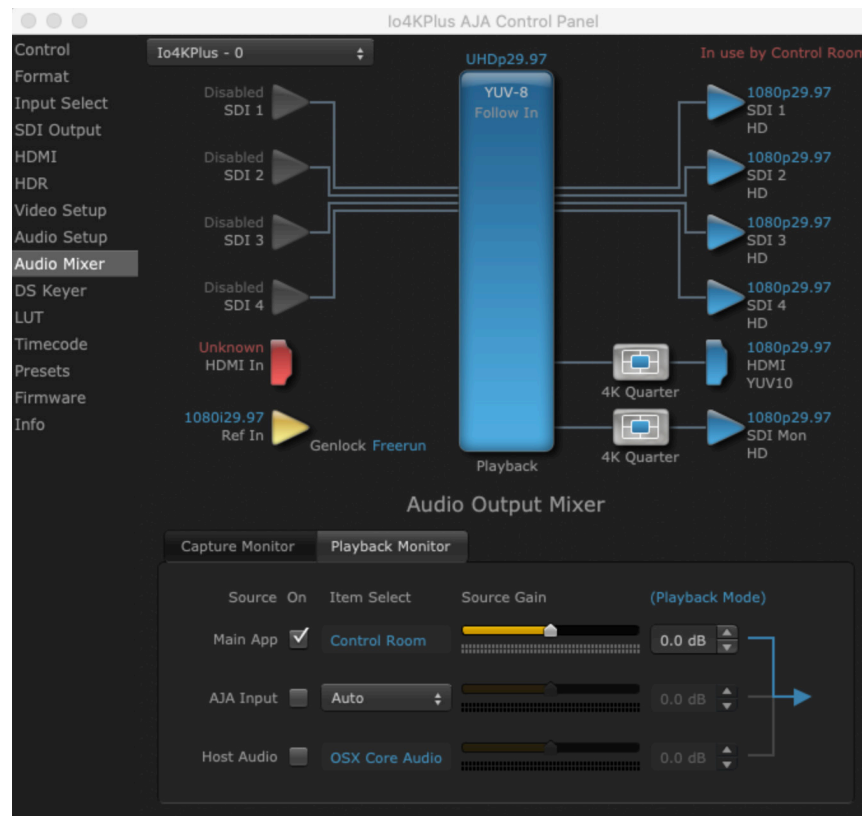 Io4KPlus AJA Control Panel
Control
Format
Input Select
SDI Output
HDMI
HDR
Video Setup
Audio Setup
Audio Mixer
DS Keyer
LUT
Timecode
Presets
Firmware
Info
Io4KPlus - 0
UHDp29.97
In use by Control Room
YUV-8
Follow In
Playback
Disabled
SDI 1
Disabled
SDI 2
Disabled
SDI 3
Disabled
SDI 4
Unknown
HDMI In
1080i29.97
Ref In
Genlock Freerun
1080p29.97
SDI 1
HD
1080p29.97
SDI 2
HD
1080p29.97
SDI 3
HD
1080p29.97
SDI 4
HD
4K Quarter
1080p29.97
HDMI
YUV10
4K Quarter
1080p29.97
SDI Mon
HD
Audio Output Mixer
Capture Monitor Playback Monitor
Source On Item Select Source Gain (Playback Mode)
Main App Control Room 0.0 dB
AJA Input Auto 0.0 dB
Host Audio OSX Core Audio 0.0 dB